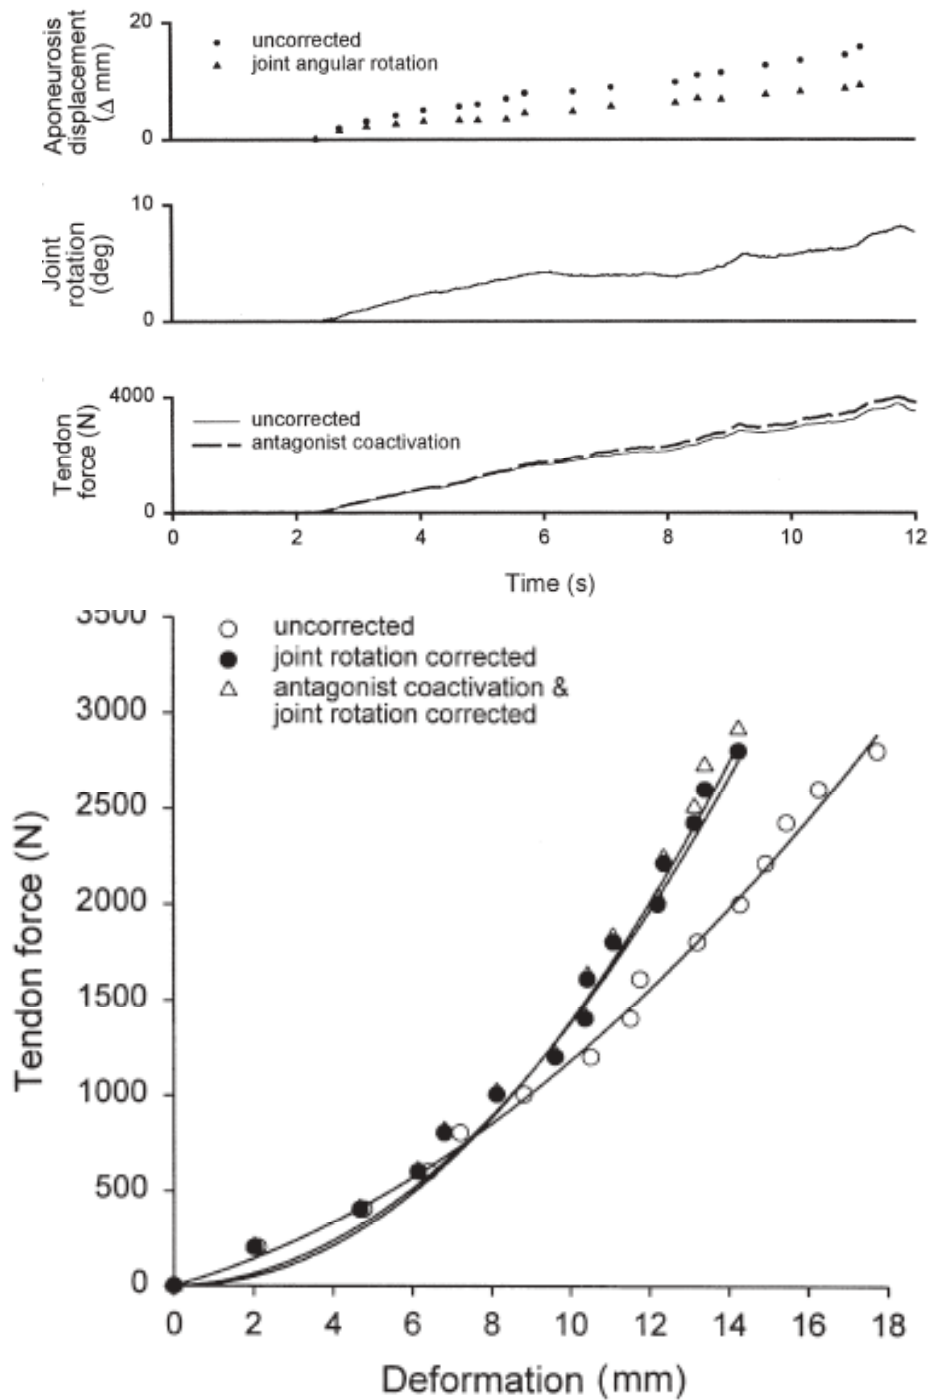 Aponeurosis
displacement
(Δ mm)
20
0
uncorrected
joint angular rotation
Joint
rotation
(deg)
10
0
Tendon
force (N)
4000
0
uncorrected
antagonist coactivation
0 2 4 6 8 10 12
Time (s)
3500
uncorrected
joint rotation corrected
antagonist coactivation &
joint rotation corrected
3000
2500
2000
1500
1000
500
0
Tendon force (N)
0 2 4 6 8 10 12 14 16 18
Deformation (mm)